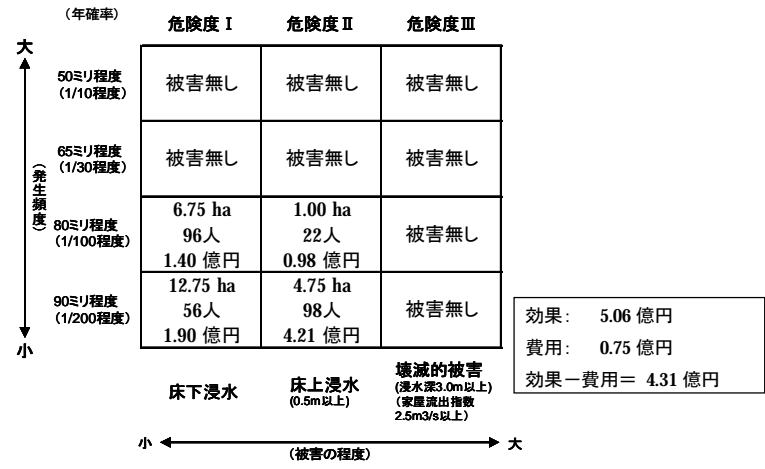 (年確率)
危険度Ⅰ 危険度Ⅱ 危険度Ⅲ
大
50ミリ程度
(1/10程度)
被害無し 被害無し 被害無し
65ミリ程度
(1/30程度)
被害無し 被害無し 被害無し
(発生頻度)
80ミリ程度
(1/100程度)
6.75 ha
96人
1.40 億円
1.00 ha
22人
0.98 億円
被害無し
90ミリ程度
(1/200程度)
12.75 ha
56人
1.90 億円
4.75 ha
98人
4.21 億円
被害無し
小
床下浸水
床上浸水
(0.5m以上)
壊滅的被害
(浸水深3.0m以上)
(家屋流出指数
2.5m3/s以上)
小 大
(被害の程度)
効果: 5.06 億円
費用: 0.75 億円
効果-費用= 4.31 億円